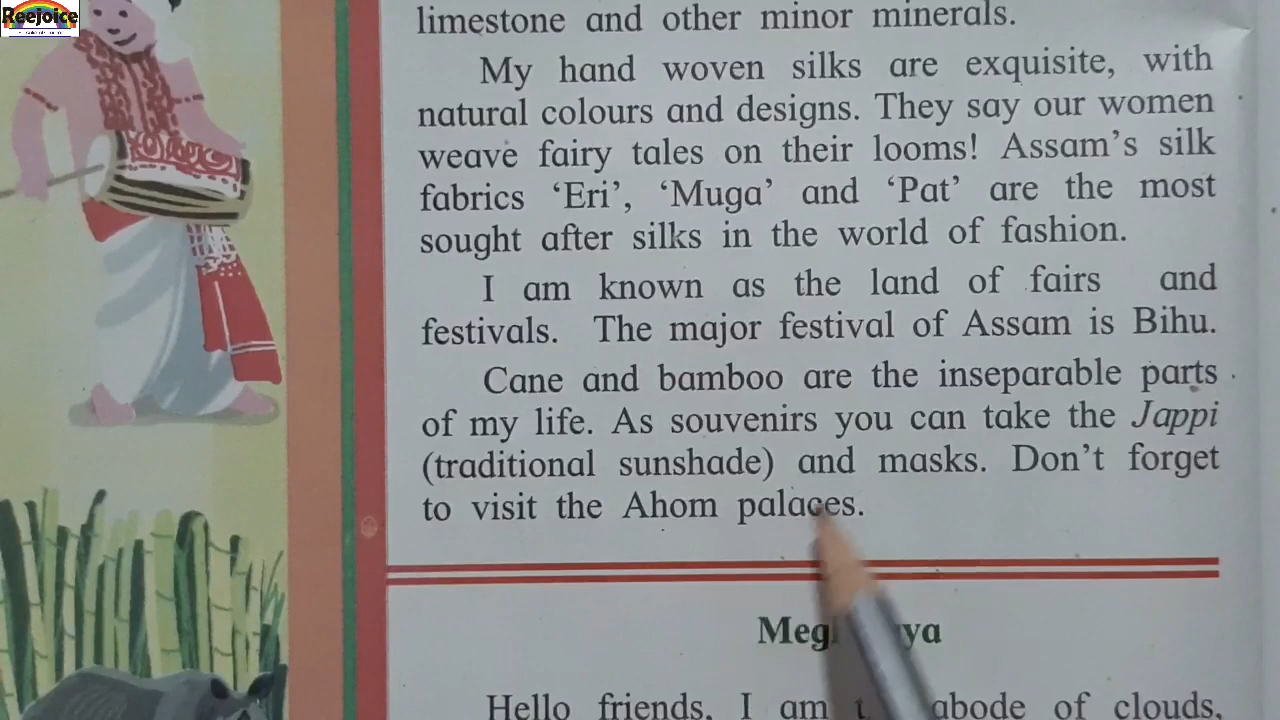 Reejoice
limestone and other minor minerals.
My hand woven silks are exquisite, with
natural colours and designs. They say our women
weave fairy tales on their looms! Assam's silk
fabrics 'Eri', 'Muga' and 'Pat' are the most
sought after silks in the world of fashion.
I am known as the land of fairs and
festivals. The major festival of Assam is Bihu.
Cane and bamboo are the inseparable parts
of my life. As souvenirs you can take the Jappi
(traditional sunshade) and masks. Don't forget
to visit the Ahom palaces.
Hello friends, I am abode of clouds,